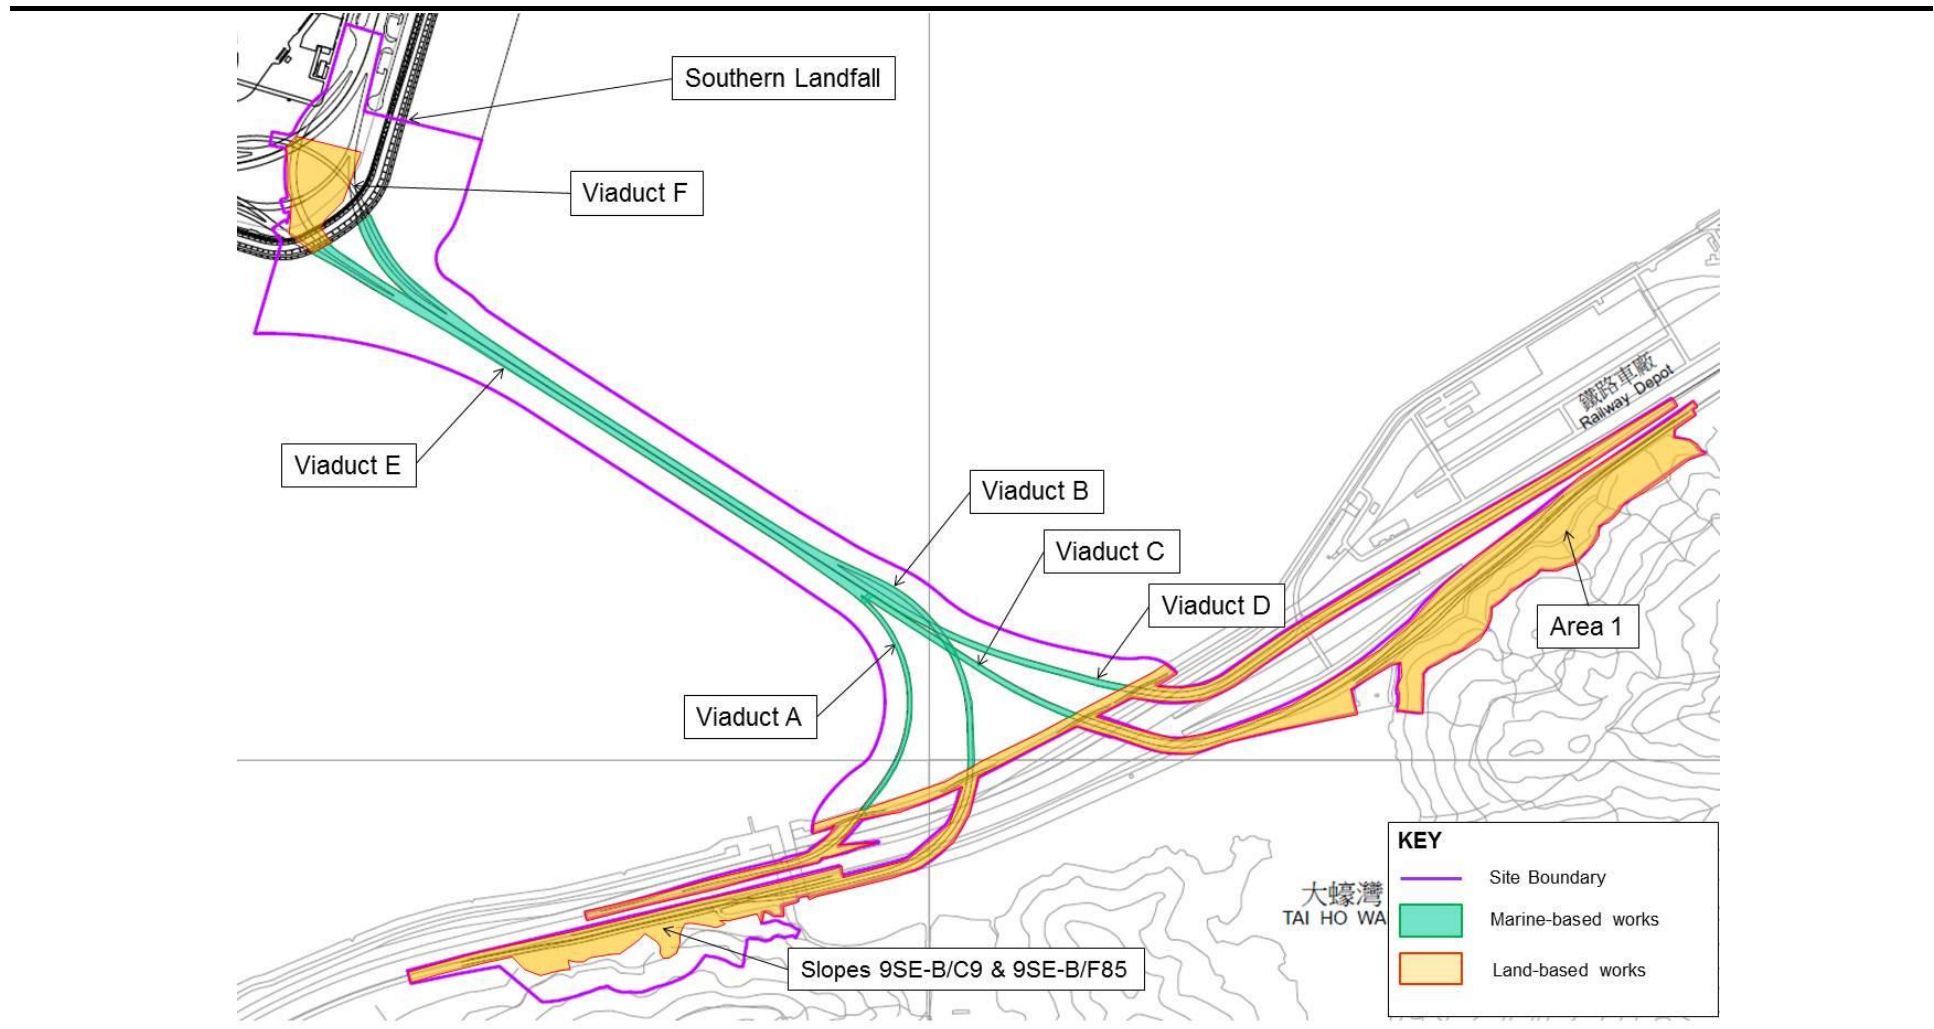 Southern Landfall
Viaduct F
鐵路車廠
Railway Depot
Viaduct E
Viaduct B
Viaduct C
Viaduct D
Area 1
Viaduct A
KEY
Site Boundary
Marine-based works
Land-based works
大蠔灣
TAI HO WA
Slopes 9SE-B/C9 & 9SE-B/F85